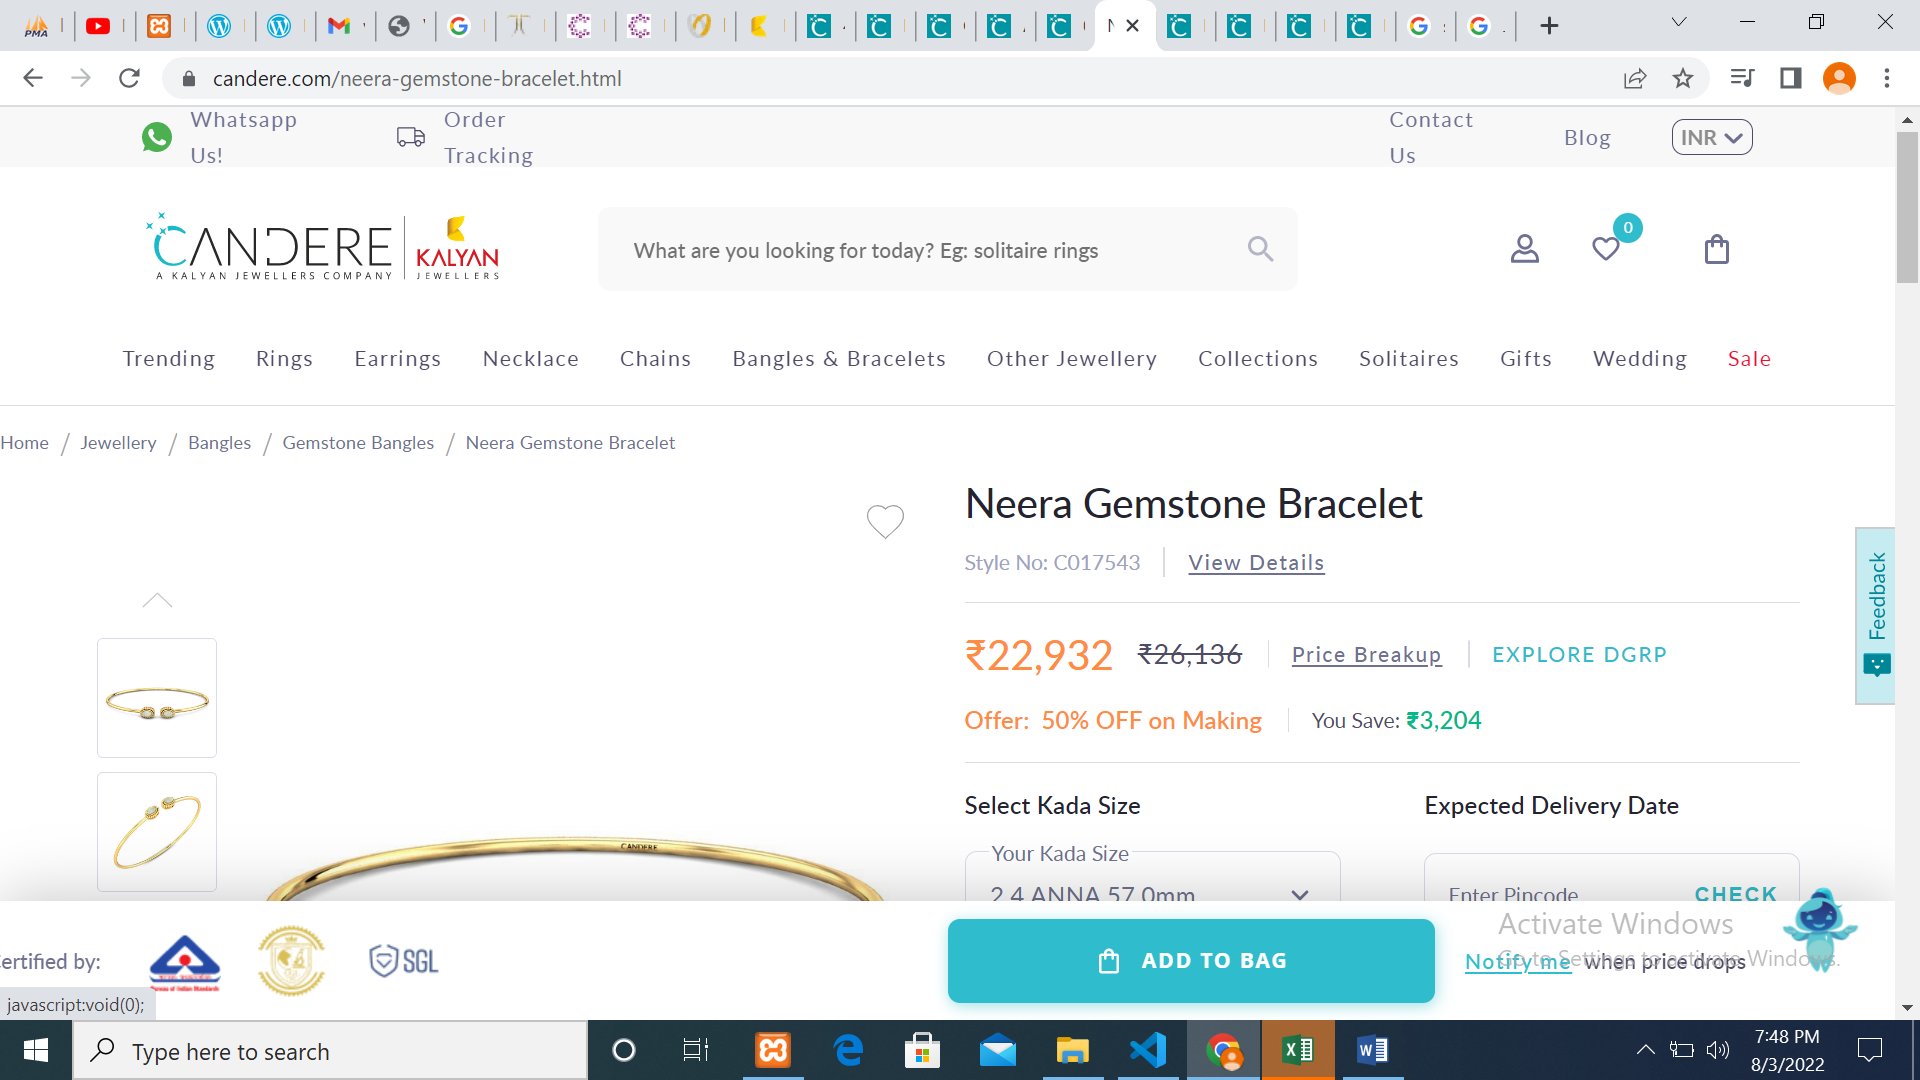 candere.com/neera-gemstone-bracelet.html
Whatsapp
Us!
Order
Tracking
Contact
Us
Blog
INR
CANDERE
A KALYAN JEWELLERS COMPANY
KALYAN
JEWELLERS
What are you looking for today? Eg: solitaire rings
0
Trending Rings Earrings Necklace Chains Bangles & Bracelets Other Jewellery Collections Solitaires Gifts Wedding Sale
Home / Jewellery / Bangles / Gemstone Bangles / Neera Gemstone Bracelet
Neera Gemstone Bracelet
Style No: C017543 View Details
₹22,932 ₹26,136 Price Breakup EXPLORE DGRP
Offer: 50% OFF on Making You Save: ₹3,204
Feedback
Select Kada Size
Expected Delivery Date
Your Kada Size
2.4 ANNA 57.0mm
Enter Pincode CHECK
CANDERE
ertified by:
Bureau of Indian Standards
SGL
ADD TO BAG
Notify me when price drops
Activate Windows
Go to Settings to activate Windows.
javascript:void(0);
Type here to search
7:48 PM
8/3/2022